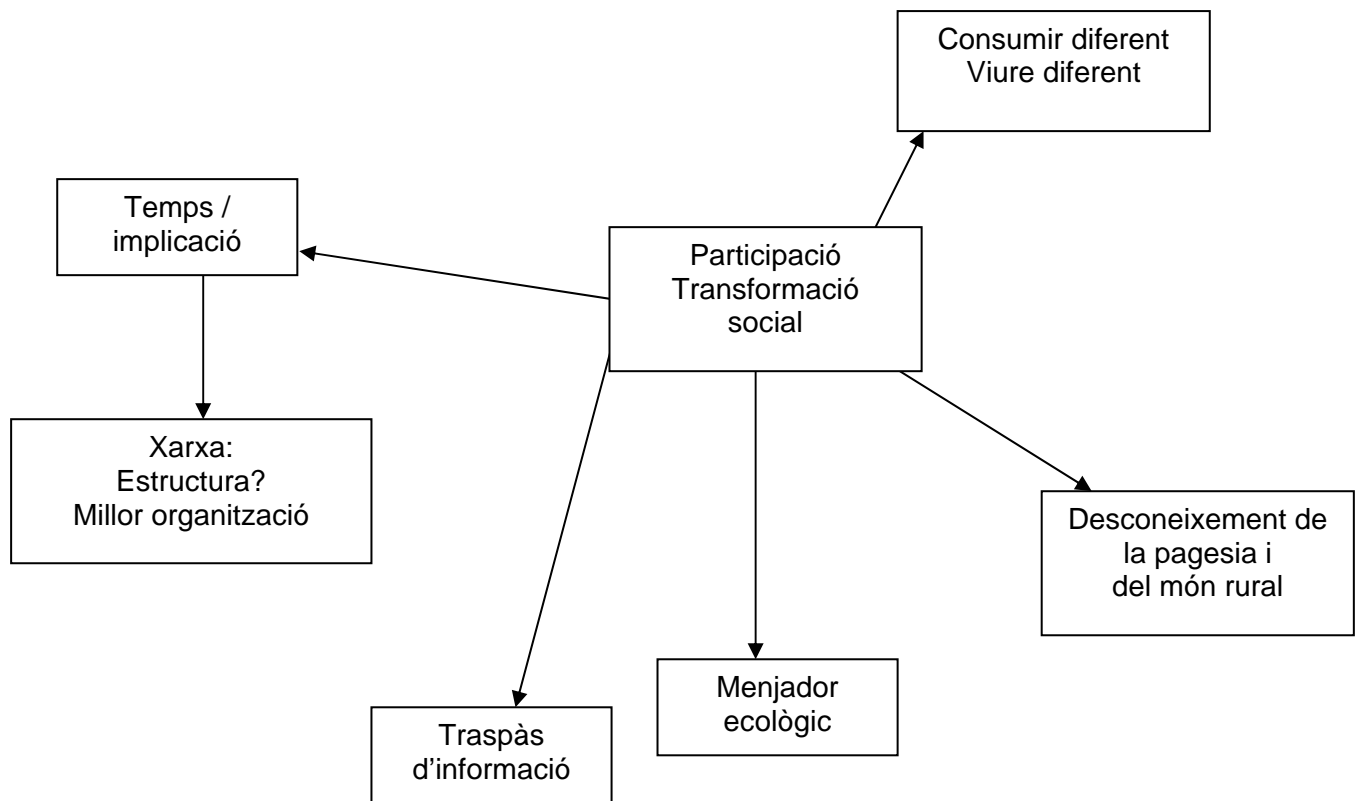 Consumir diferent
Viure diferent
Temps /
implicació
Participació
Transformació
social
Xarxa:
Estructura?
Millor organització
Desconeixement de
la pagesia i
del món rural
Menjador
ecològic
Traspàs
d’informació